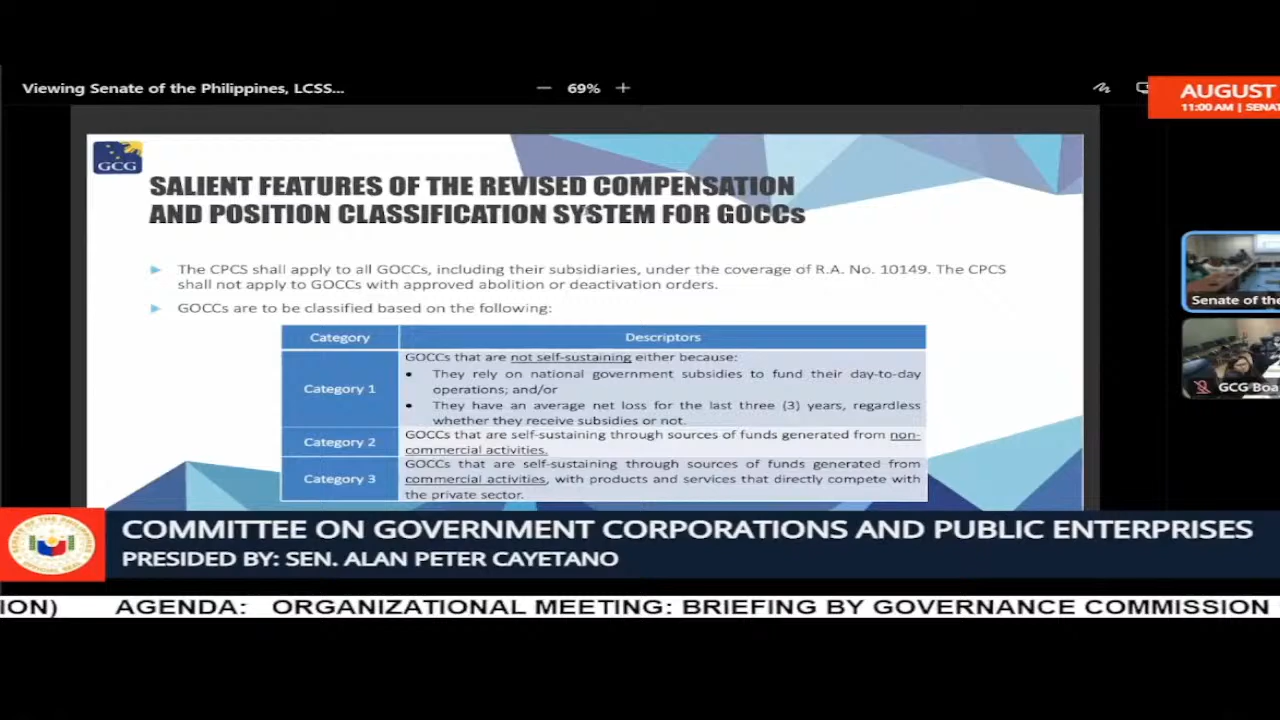 Viewing Senate of the Philippines, LCSS...
69%
AUGUST
11:00 AM | SENAT
GCG
SALIENT FEATURES OF THE REVISED COMPENSATION
AND POSITION CLASSIFICATION SYSTEM FOR GOCCs
The CPCS shall apply to all GOCCs, including their subsidiaries, under the coverage of R.A. No. 10149. The CPCS
shall not apply to GOCCs with approved abolition or deactivation orders.
GOCCs are to be classified based on the following:
Category Descriptors
Category 1
GOCCs that are not self-sustaining either because:
• They rely on national government subsidies to fund their day-to-day
operations; and/or
• They have an average net loss for the last three (3) years, regardless
whether they receive subsidies or not.
Category 2
GOCCs that are self-sustaining through sources of funds generated from non-
commercial activities.
Category 3
GOCCs that are self-sustaining through sources of funds generated from
commercial activities, with products and services that directly compete with
the private sector.
Senate of the
GCG Boa
COMMITTEE ON GOVERNMENT CORPORATIONS AND PUBLIC ENTERPRISES
PRESIDED BY: SEN. ALAN PETER CAYETANO
ION) AGENDA: ORGANIZATIONAL MEETING: BRIEFING BY GOVERNANCE COMMISSION